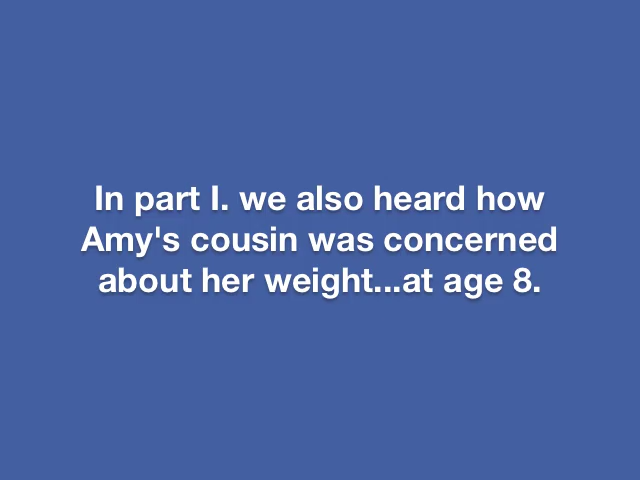 In part I. we also heard how
Amy's cousin was concerned
about her weight...at age 8.